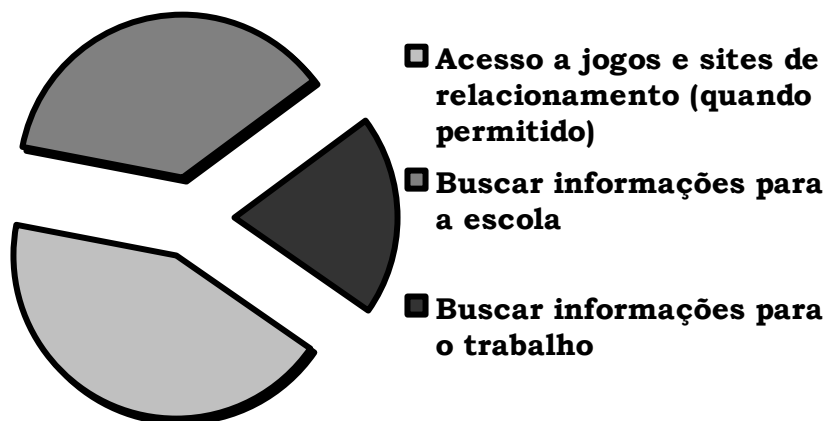 Acesso a jogos e sites de
relacionamento (quando
permitido)
Buscar informações para
a escola
Buscar informações para
o trabalho